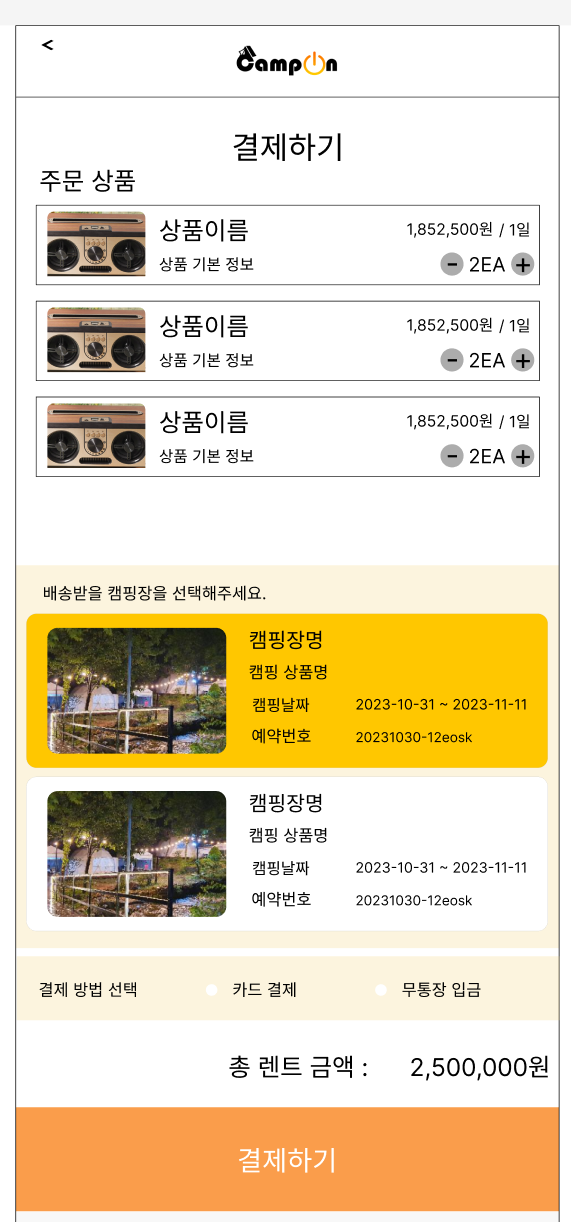 <
CampOn
결제하기
주문 상품
상품이름
1,852,500원 / 1일
상품 기본 정보
- 2EA +
상품이름
1,852,500원 / 1일
상품 기본 정보
- 2EA +
상품이름
1,852,500원 / 1일
상품 기본 정보
- 2EA +
배송받을 캠핑장을 선택해주세요.
캠핑장명
캠핑 상품명
캠핑날짜 2023-10-31 ~ 2023-11-11
예약번호 20231030-12eosk
캠핑장명
캠핑 상품명
캠핑날짜 2023-10-31 ~ 2023-11-11
예약번호 20231030-12eosk
결제 방법 선택 카드 결제 무통장 입금
총 렌트 금액 : 2,500,000원
결제하기